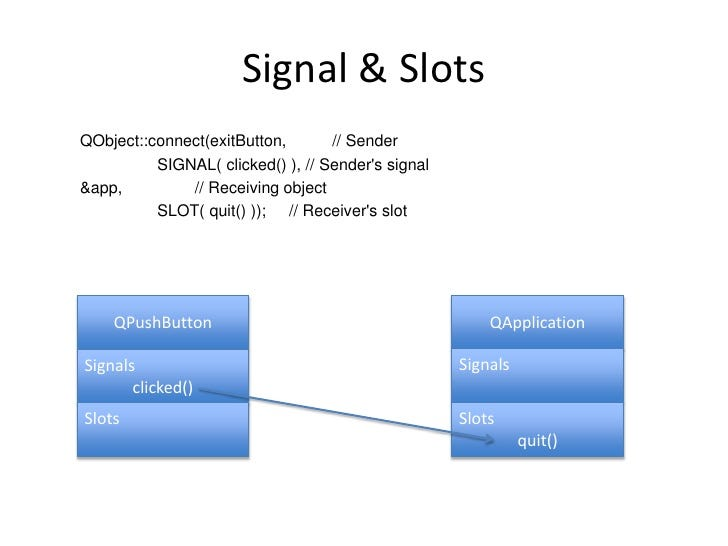 Signal & Slots
QObject::connect(exitButton, // Sender
SIGNAL( clicked() ), // Sender's signal
&app, // Receiving object
SLOT( quit() )); // Receiver's slot
QPushButton
Signals
clicked()
Slots
QApplication
Signals
Slots
quit()